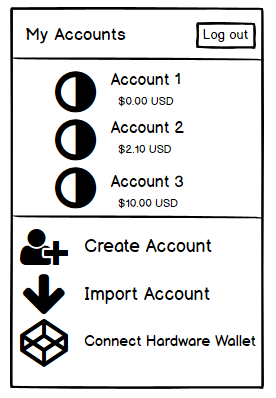 My Accounts
Log out
Account 1
$0.00 USD
Account 2
$2.10 USD
Account 3
$10.00 USD
Create Account
Import Account
Connect Hardware Wallet